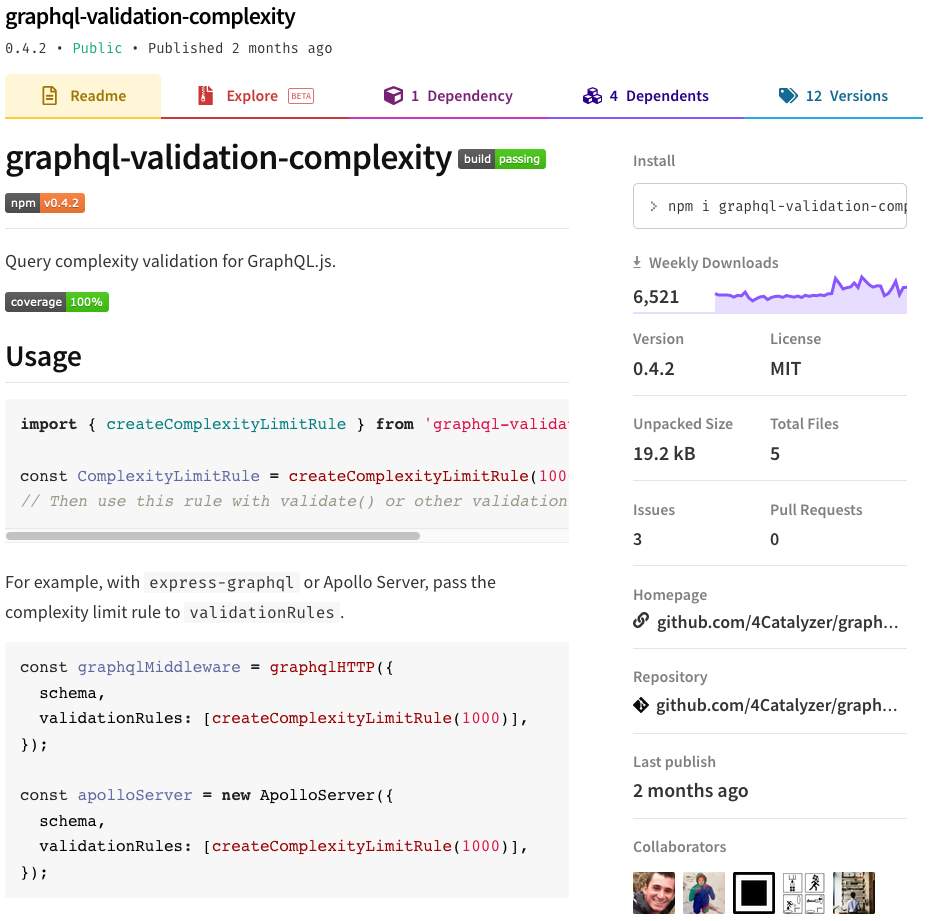 graphql-validation-complexity
0.4.2 • Public • Published 2 months ago
Readme
Explore BETA
1 Dependency
4 Dependents
12 Versions
graphql-validation-complexity build passing
npm v0.4.2
Query complexity validation for GraphQL.js.
coverage 100%
Usage
import { createComplexityLimitRule } from 'graphql-valida
const ComplexityLimitRule = createComplexityLimitRule(100
// Then use this rule with validate() or other validation
For example, with express-graphql or Apollo Server, pass the
complexity limit rule to validationRules.
const graphqlMiddleware = graphqlHTTP({
schema,
validationRules: [createComplexityLimitRule(1000)],
});
const apolloServer = new ApolloServer({
schema,
validationRules: [createComplexityLimitRule(1000)],
});
Install
> npm i graphql-validation-comp
Weekly Downloads
6,521
Version
License
0.4.2
MIT
Unpacked Size
Total Files
19.2 kB
5
Issues
Pull Requests
3
0
Homepage
github.com/4Catalyzer/graph...
Repository
github.com/4Catalyzer/graph...
Last publish
2 months ago
Collaborators